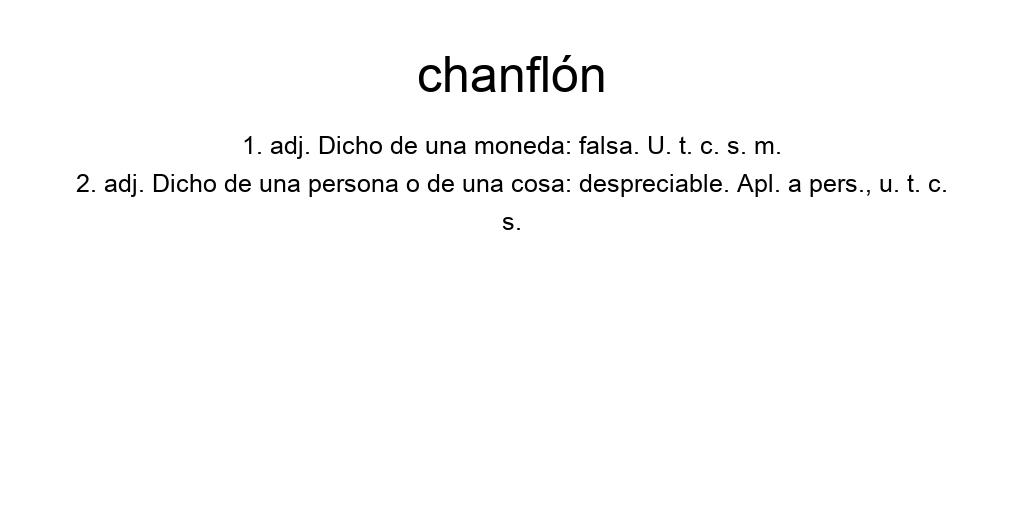 chanflón
1. adj. Dicho de una moneda: falsa. U. t. c. s. m.
2. adj. Dicho de una persona o de una cosa: despreciable. Apl. a pers., u. t. c.
s.